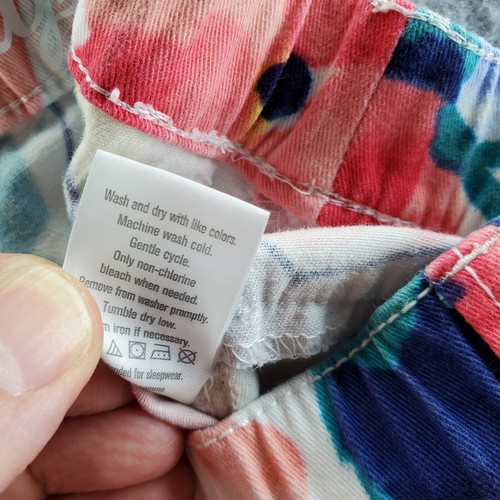 Wash and dry with like colors.
Machine wash cold.
Gentle cycle.
Only non-chlorine
bleach when needed.
Remove from washer promptly.
Tumble dry low.
iron if necessary.
for sleepwear.